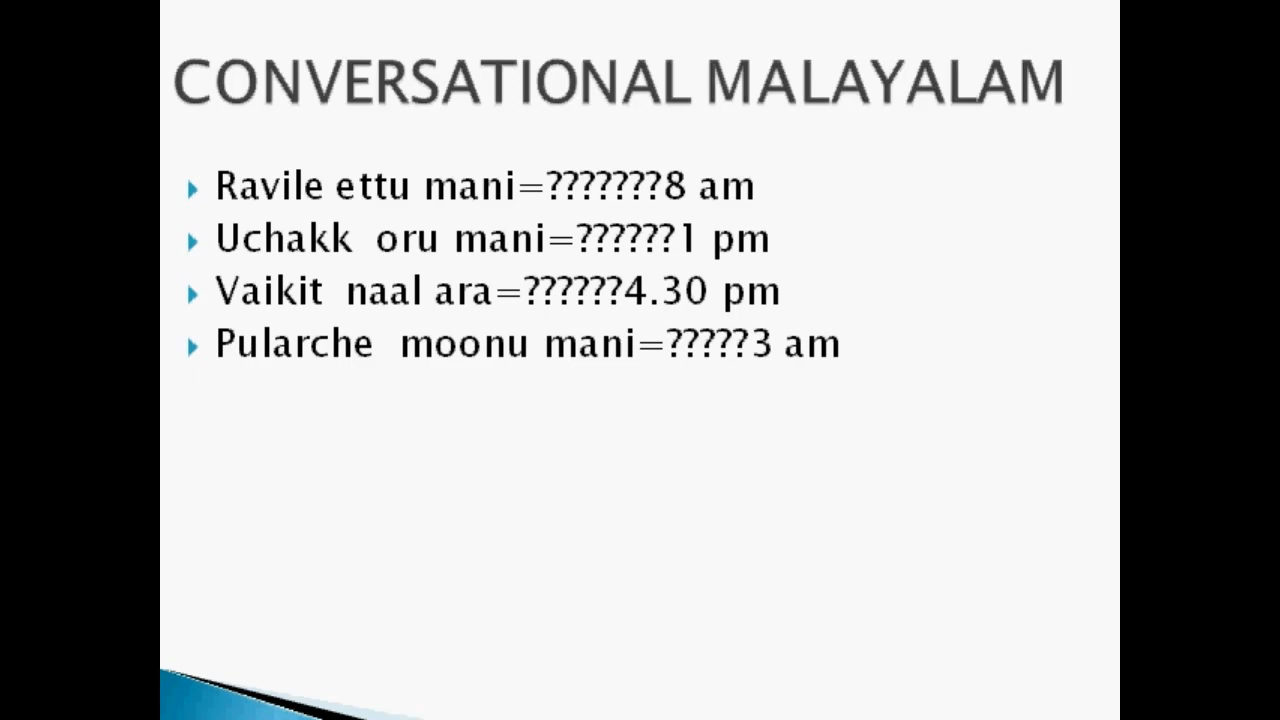 CONVERSATIONAL MALAYALAM
Ravile ettu mani=???????8 am
Uchakk  oru mani=??????1 pm
Vaikit  naal ara=??????4.30 pm
Pularche  moonu mani=?????3 am